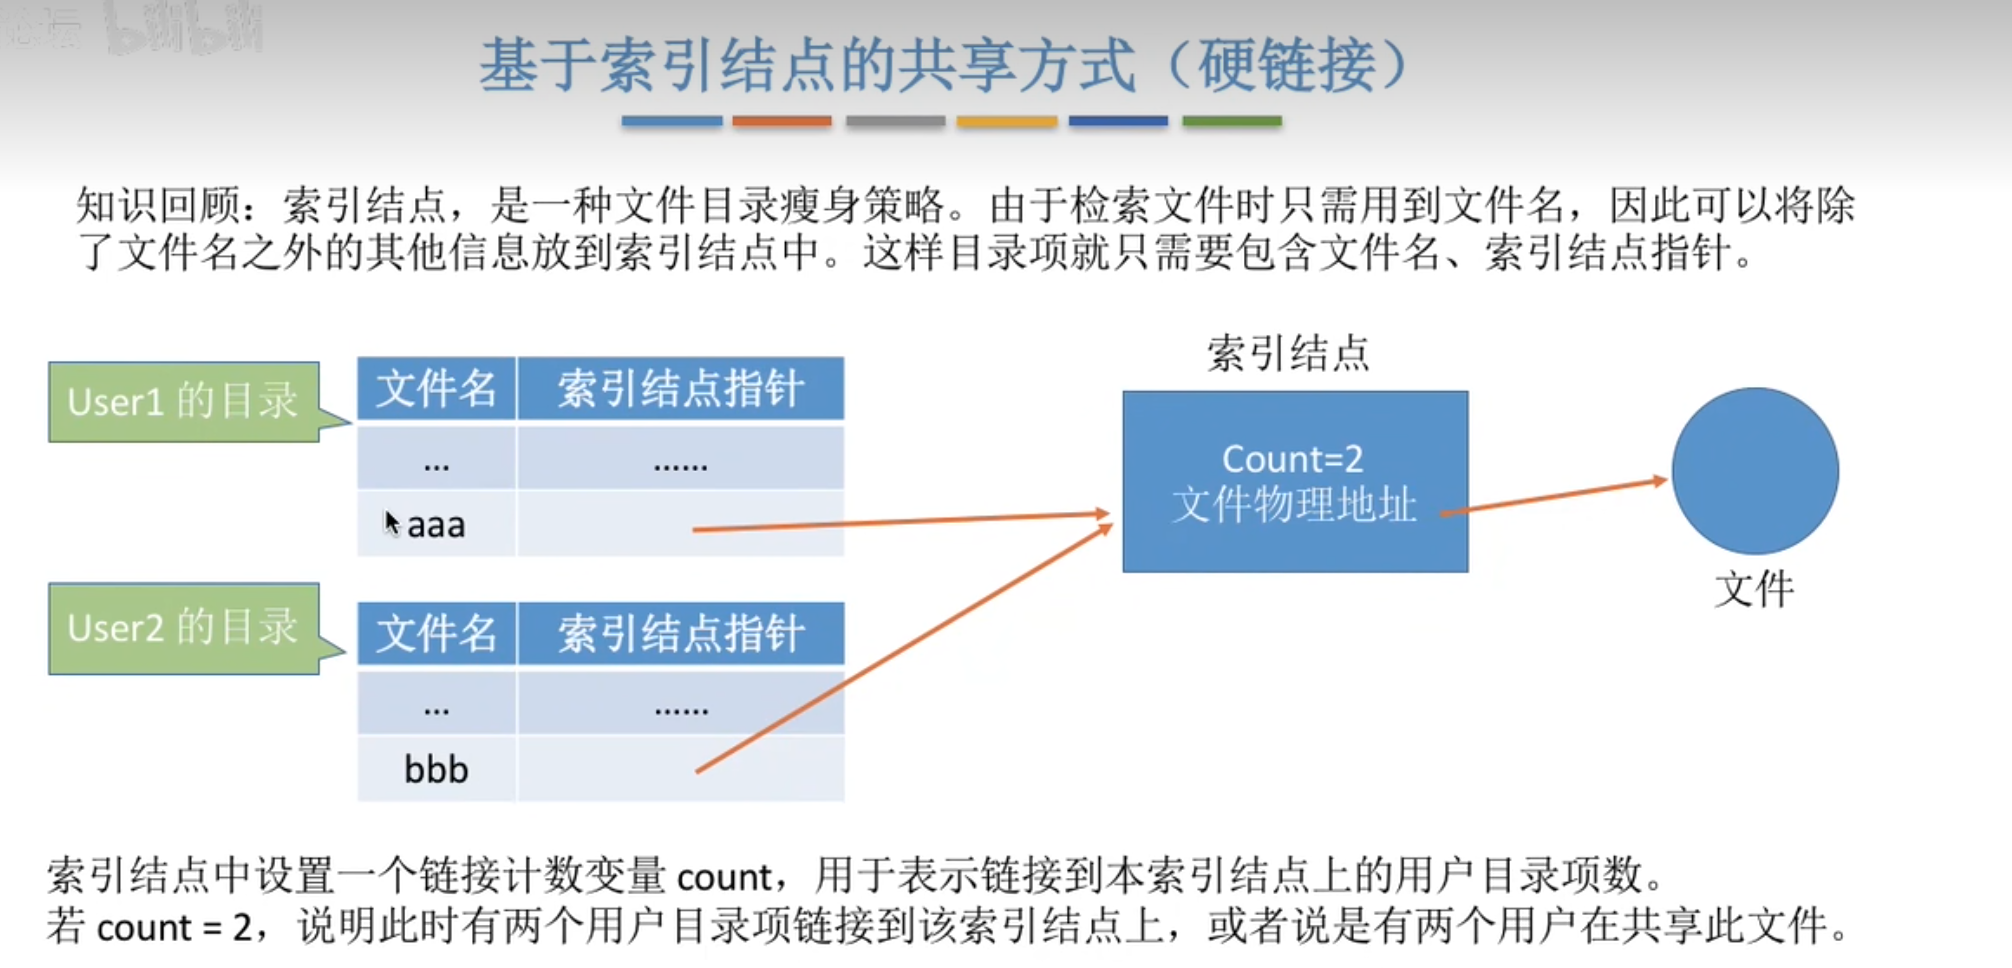 论坛 bilibili
基于索引结点的共享方式（硬链接）
知识回顾：索引结点，是一种文件目录瘦身策略。由于检索文件时只需用到文件名，因此可以将除
了文件名之外的其他信息放到索引结点中。这样目录项就只需要包含文件名、索引结点指针。
User1 的目录
文件名 索引结点指针
... ......
aaa
User2 的目录
文件名 索引结点指针
... ......
bbb
索引结点
Count=2
文件物理地址
文件
索引结点中设置一个链接计数变量 count，用于表示链接到本索引结点上的用户目录项数。
若 count = 2，说明此时有两个用户目录项链接到该索引结点上，或者说是有两个用户在共享此文件。